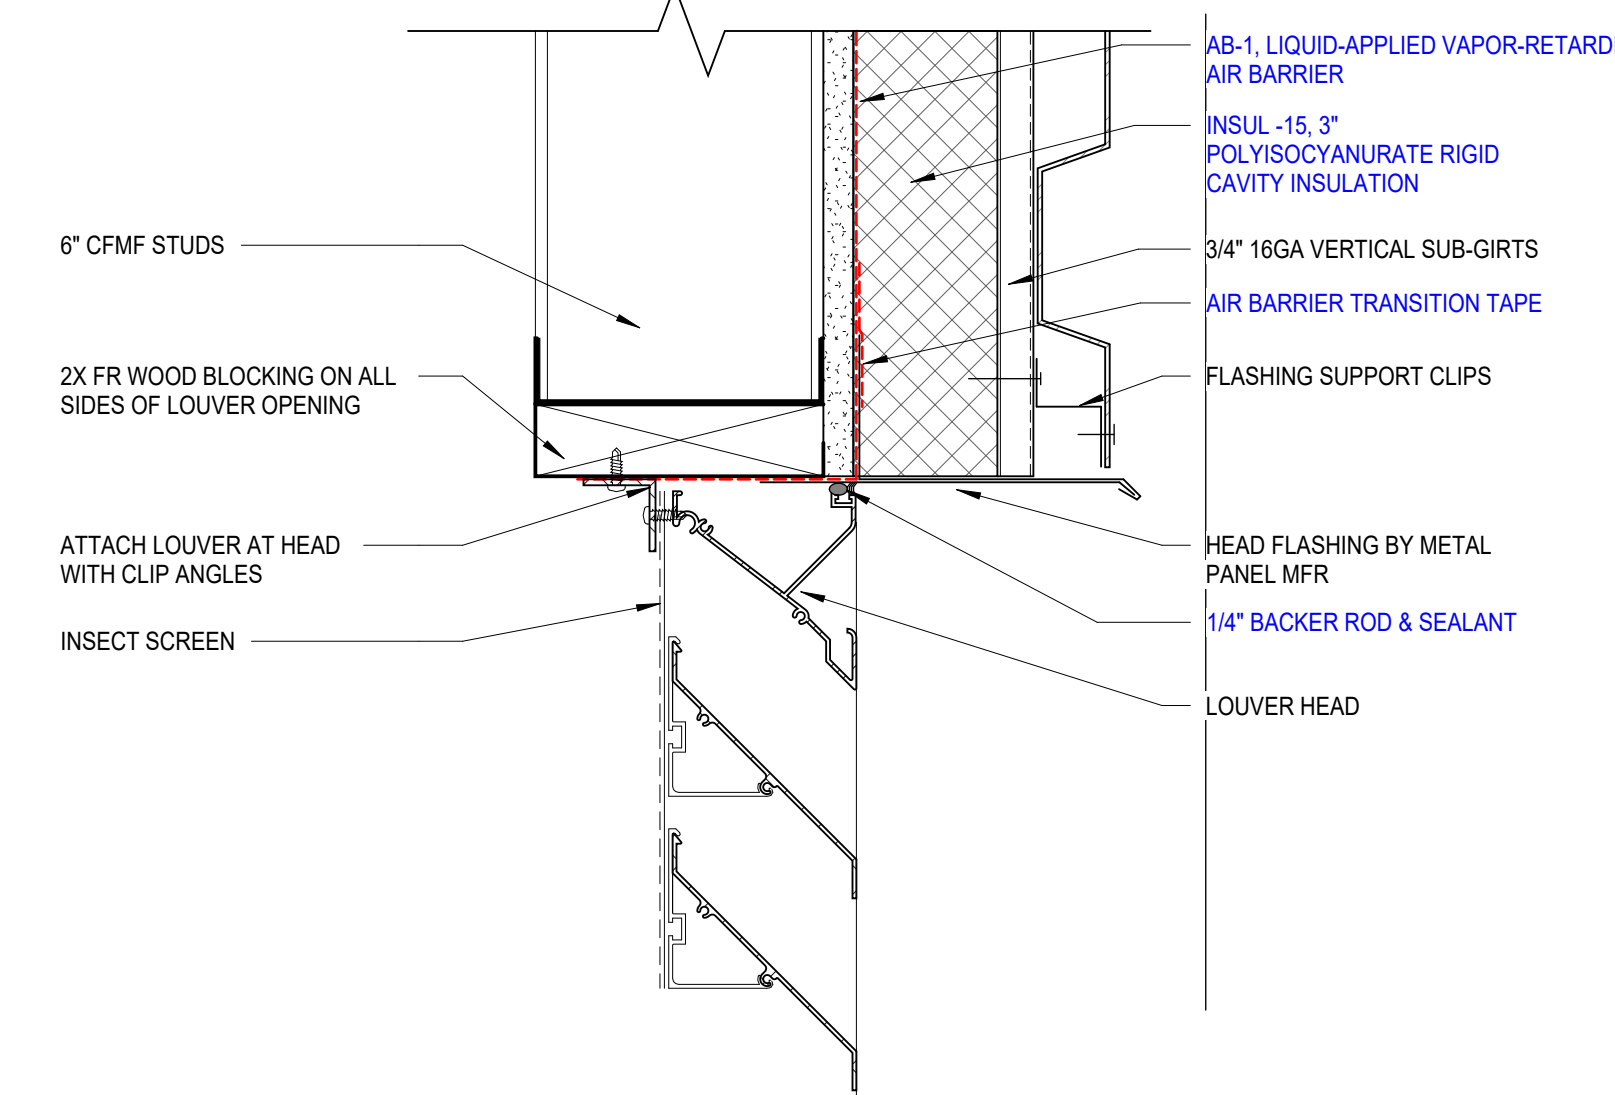 6" CFMF STUDS
2X FR WOOD BLOCKING ON ALL
SIDES OF LOUVER OPENING
ATTACH LOUVER AT HEAD
WITH CLIP ANGLES
INSECT SCREEN
AB-1, LIQUID-APPLIED VAPOR-RETARD
AIR BARRIER
INSUL -15, 3"
POLYISOCYANURATE RIGID
CAVITY INSULATION
3/4" 16GA VERTICAL SUB-GIRTS
AIR BARRIER TRANSITION TAPE
FLASHING SUPPORT CLIPS
HEAD FLASHING BY METAL
PANEL MFR
1/4" BACKER ROD & SEALANT
LOUVER HEAD